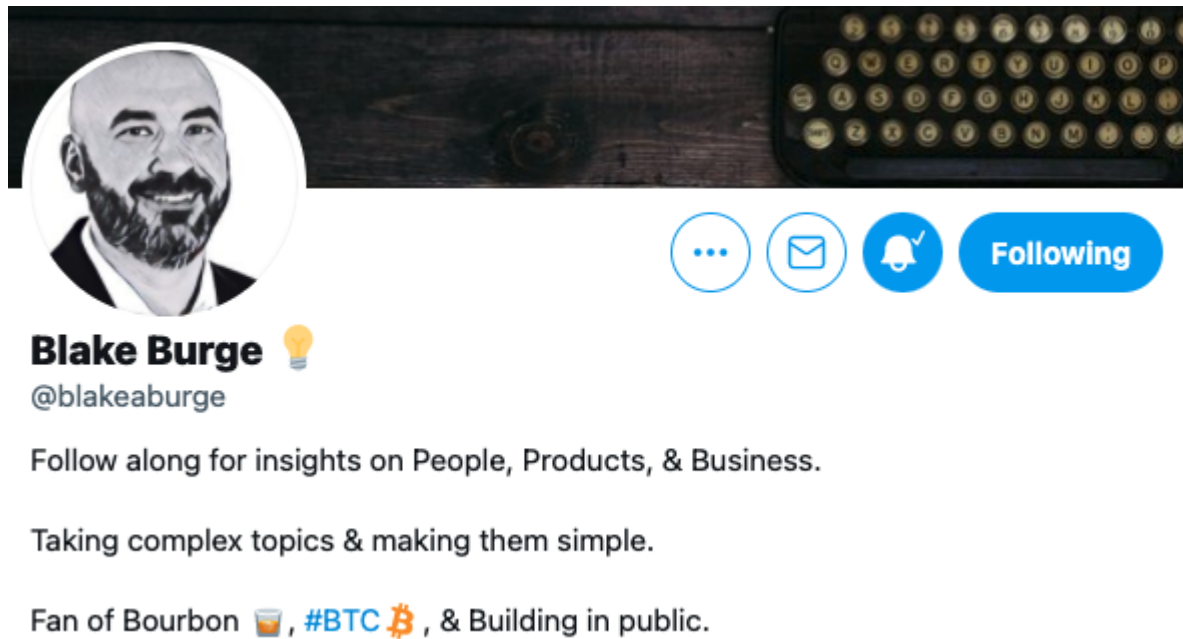 Q W E R T Y U I O P
A S D F G H J K L
Z X C V B N M
Following
Blake Burge 💡
@blakeaburge
Follow along for insights on People, Products, & Business.
Taking complex topics & making them simple.
Fan of Bourbon 🥃, #BTC ₿, & Building in public.